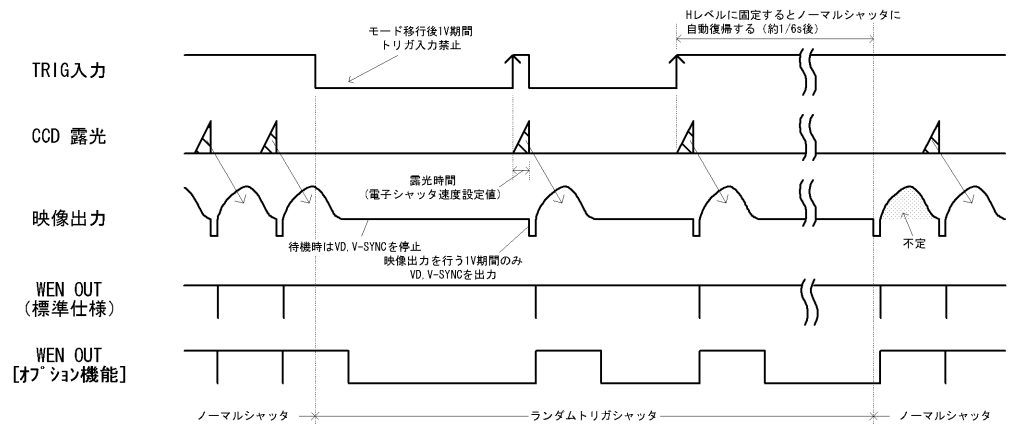 Hレベルに固定するとノーマルシャッタに
自動復帰する（約1/6s後）
モード移行後1V期間
トリガ入力禁止
TRIG入力
CCD 露光
露光時間
（電子シャッタ速度設定値）
映像出力
待機時はVD,V-SYNCを停止
不定
映像出力を行う1V期間のみ
VD,V-SYNCを出力
WEN OUT
（標準仕様）
WEN OUT
[ｵﾌﾟｼｮﾝ機能]
ノーマルシャッタ
ランダムトリガシャッタ
ノーマルシャッタ